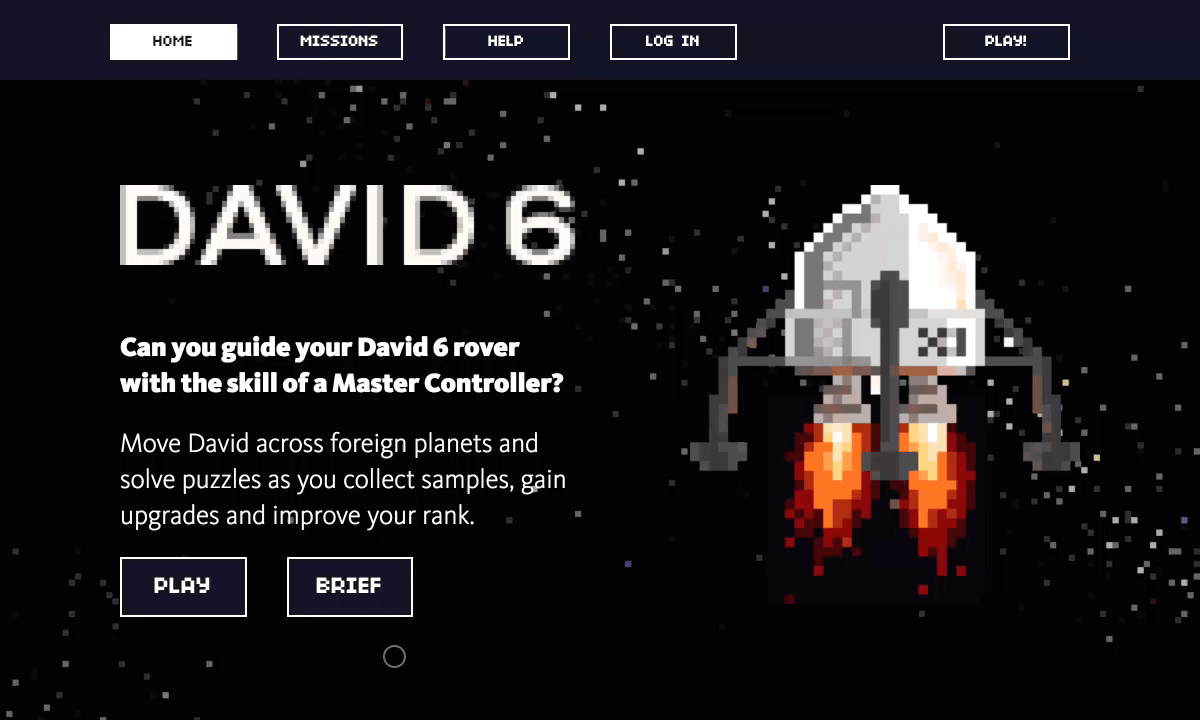 HOME
MISSIONS
HELP
LOG IN
PLAY!
DAVID 6
Can you guide your David 6 rover
with the skill of a Master Controller?
Move David across foreign planets and
solve puzzles as you collect samples, gain
upgrades and improve your rank.
PLAY
BRIEF